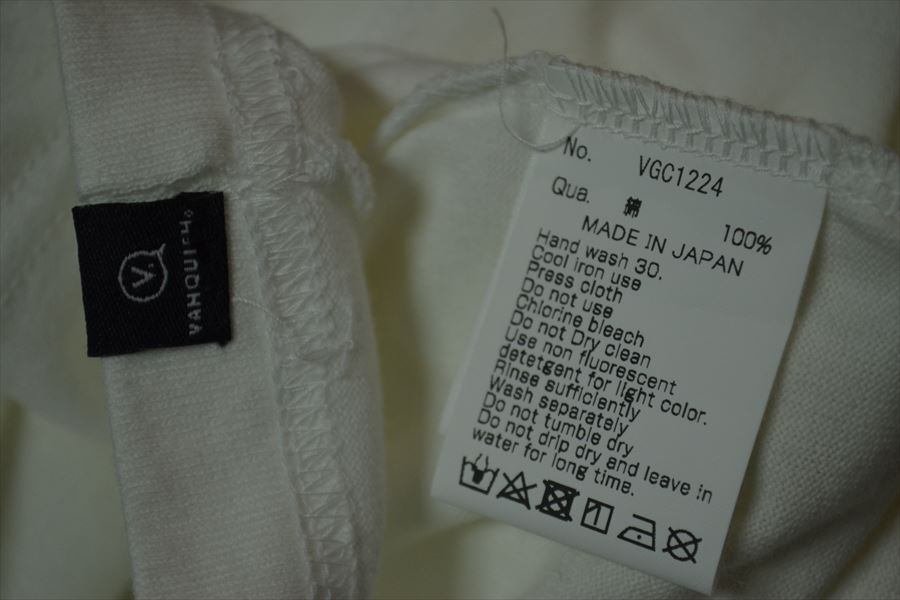 V.
VANQUISH。
No. VGC1224
Qua. 綿 100%
MADE IN JAPAN
Hand wash 30.
Cool iron use
Press cloth
Do not use
Chlorine bleach
Do not Dry clean
Use non fluorescent
detetgent for light color.
Rinse sufficiently
Wash separately
Do not tumble dry
Do not drip dry and leave in
water for long time.